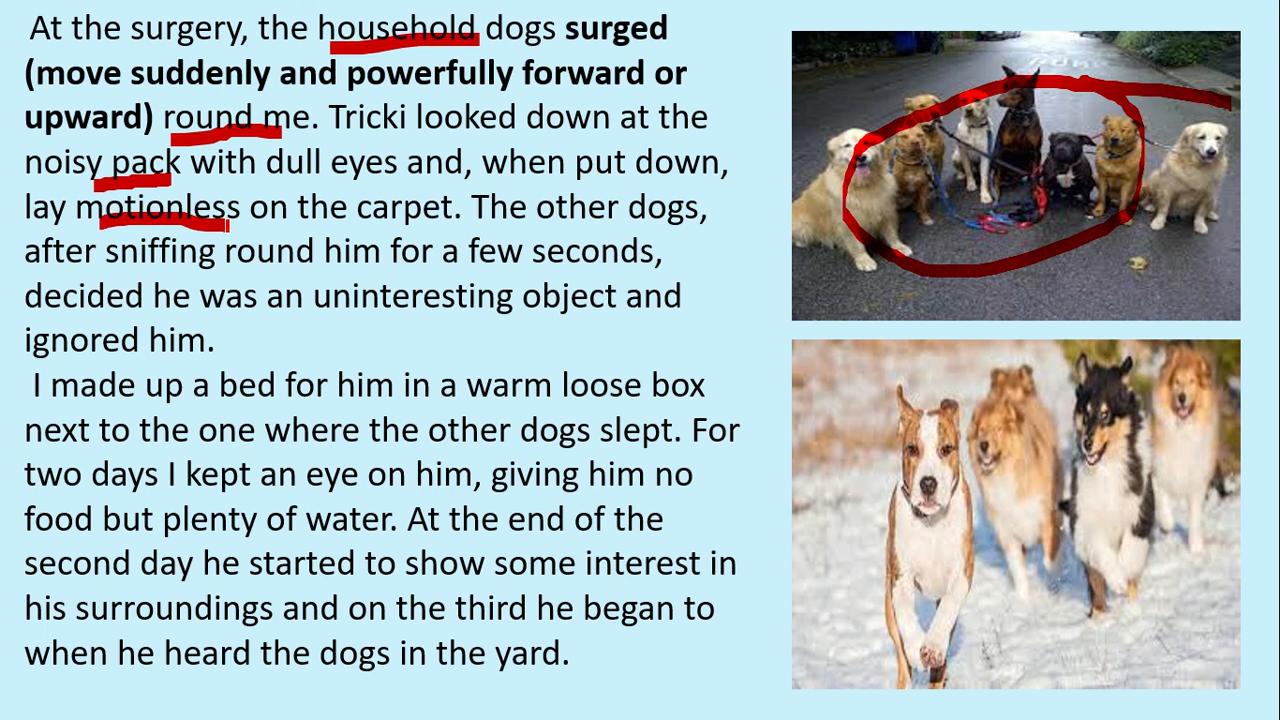 At the surgery, the household dogs surged
(move suddenly and powerfully forward or
upward) round me. Tricki looked down at the
noisy pack with dull eyes and, when put down,
lay motionless on the carpet. The other dogs,
after sniffing round him for a few seconds,
decided he was an uninteresting object and
ignored him.
I made up a bed for him in a warm loose box
next to the one where the other dogs slept. For
two days I kept an eye on him, giving him no
food but plenty of water. At the end of the
second day he started to show some interest in
his surroundings and on the third he began to
when he heard the dogs in the yard.